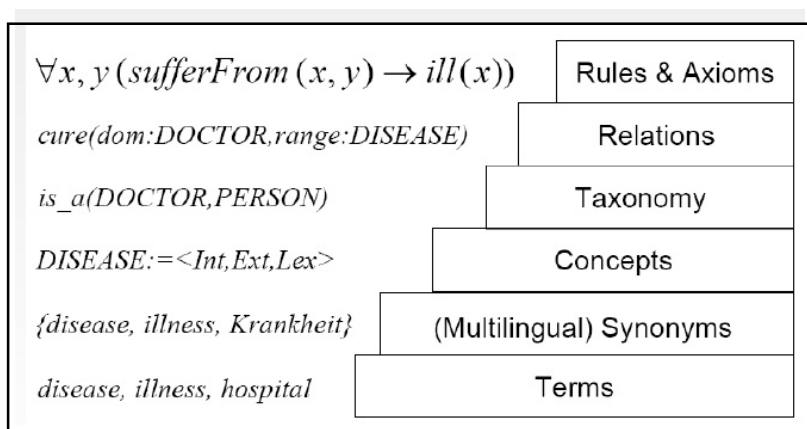 ∀x, y (sufferFrom (x, y) → ill(x)) Rules & Axioms
cure(dom:DOCTOR,range:DISEASE) Relations
is_a(DOCTOR,PERSON) Taxonomy
DISEASE:=<Int,Ext,Lex> Concepts
{disease, illness, Krankheit} (Multilingual) Synonyms
disease, illness, hospital Terms